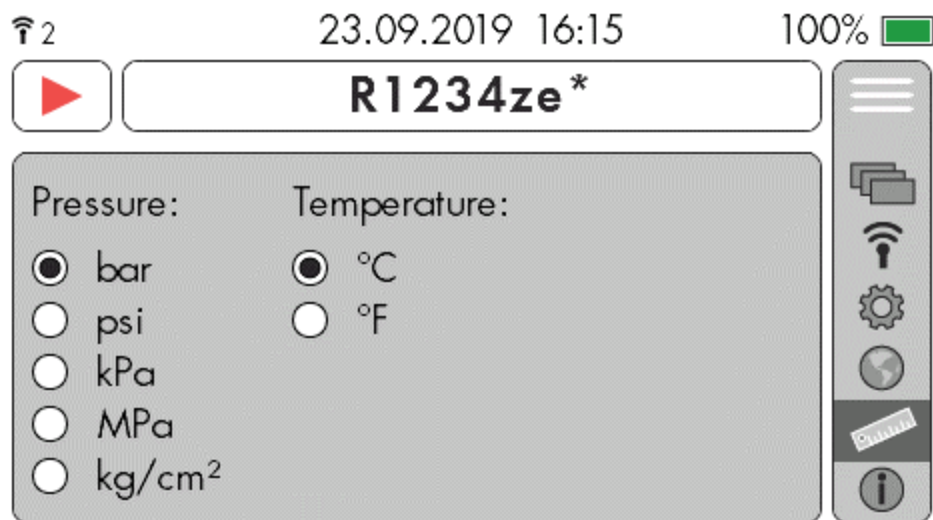 2 23.09.2019 16:15 100%
R1234ze*
Pressure: Temperature:
bar °C
psi °F
kPa
MPa
kg/cm²